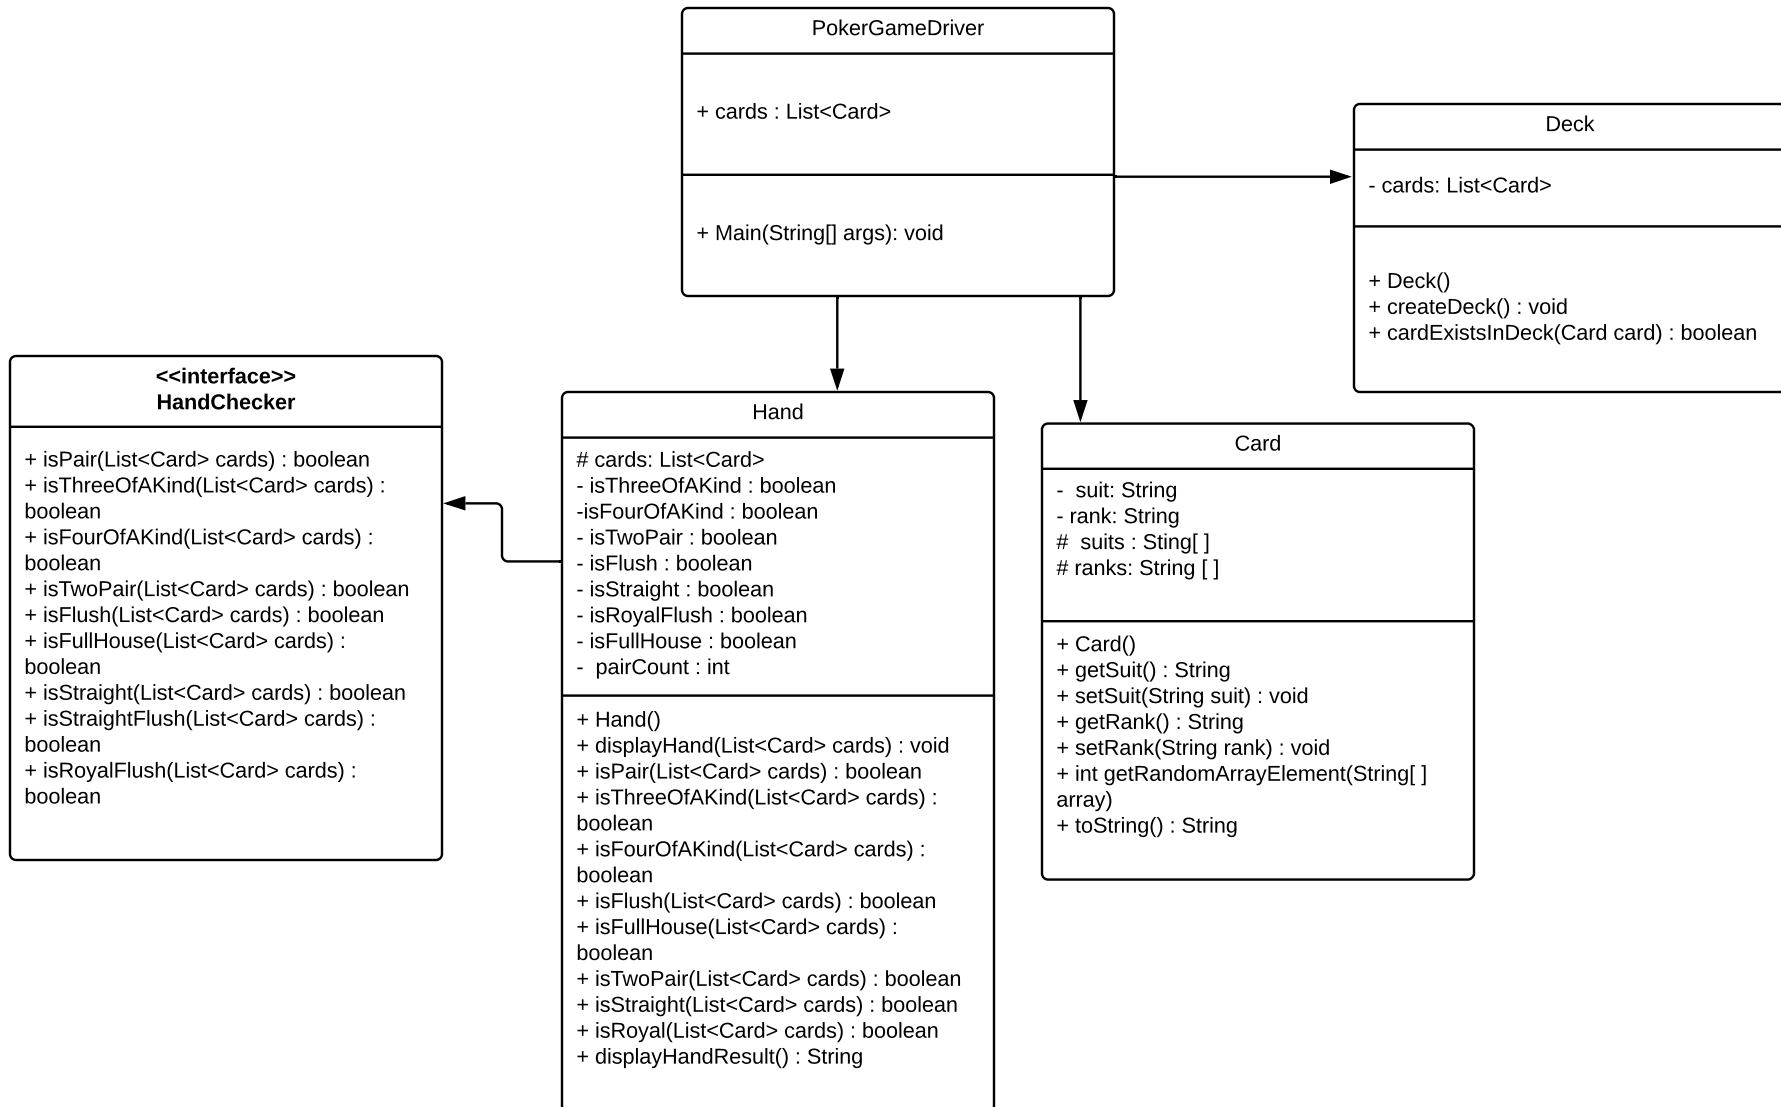 PokerGameDriver
+ cards : List<Card>
+ Main(String[] args): void
Deck
- cards: List<Card>
+ Deck()
+ createDeck() : void
+ cardExistsInDeck(Card card) : boolean
<<interface>>
HandChecker
+ isPair(List<Card> cards) : boolean
+ isThreeOfAKind(List<Card> cards) :
boolean
+ isFourOfAKind(List<Card> cards) :
boolean
+ isTwoPair(List<Card> cards) : boolean
+ isFlush(List<Card> cards) : boolean
+ isFullHouse(List<Card> cards) :
boolean
+ isStraight(List<Card> cards) : boolean
+ isStraightFlush(List<Card> cards) :
boolean
+ isRoyalFlush(List<Card> cards) :
boolean
Hand
# cards: List<Card>
- isThreeOfAKind : boolean
-isFourOfAKind : boolean
- isTwoPair : boolean
- isFlush : boolean
- isStraight : boolean
- isRoyalFlush : boolean
- isFullHouse : boolean
-  pairCount : int
+ Hand()
+ displayHand(List<Card> cards) : void
+ isPair(List<Card> cards) : boolean
+ isThreeOfAKind(List<Card> cards) :
boolean
+ isFourOfAKind(List<Card> cards) :
boolean
+ isFlush(List<Card> cards) : boolean
+ isFullHouse(List<Card> cards) :
boolean
+ isTwoPair(List<Card> cards) : boolean
+ isStraight(List<Card> cards) : boolean
+ isRoyal(List<Card> cards) : boolean
+ displayHandResult() : String
Card
-  suit: String
- rank: String
#  suits : Sting[ ]
# ranks: String [ ]
+ Card()
+ getSuit() : String
+ setSuit(String suit) : void
+ getRank() : String
+ setRank(String rank) : void
+ int getRandomArrayElement(String[ ]
array)
+ toString() : String